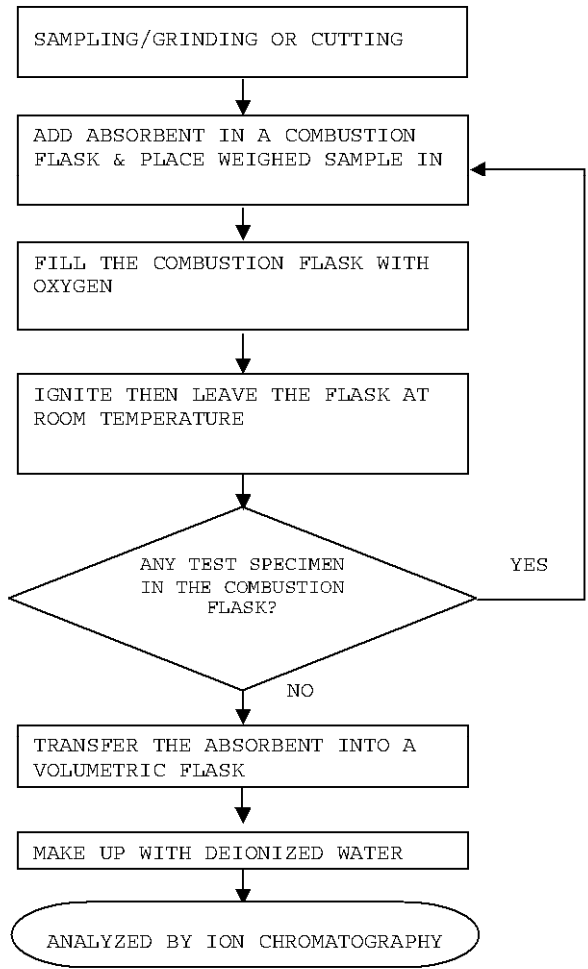 SAMPLING/GRINDING OR CUTTING
ADD ABSORBENT IN A COMBUSTION
FLASK & PLACE WEIGHED SAMPLE IN
FILL THE COMBUSTION FLASK WITH
OXYGEN
IGNITE THEN LEAVE THE FLASK AT
ROOM TEMPERATURE
ANY TEST SPECIMEN
IN THE COMBUSTION
FLASK?
YES
NO
TRANSFER THE ABSORBENT INTO A
VOLUMETRIC FLASK
MAKE UP WITH DEIONIZED WATER
ANALYZED BY ION CHROMATOGRAPHY